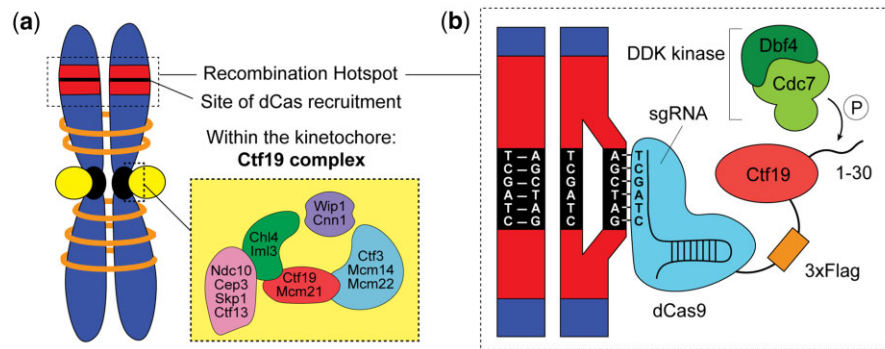 (a)
Recombination Hotspot
Site of dCas recruitment
Within the kinetochore:
Ctf19 complex
Wip1
Cnn1
Chl4
Iml3
Ctf3
Mcm14
Mcm22
Ndc10
Cep3
Skp1
Ctf13
Ctf19
Mcm21
(b)
DDK kinase
Dbf4
Cdc7
P
sgRNA
T A T A T
C G C G C
G C G C G
A T A T A
T A T A T
C G C G C
Ctf19
1-30
3xFlag
dCas9